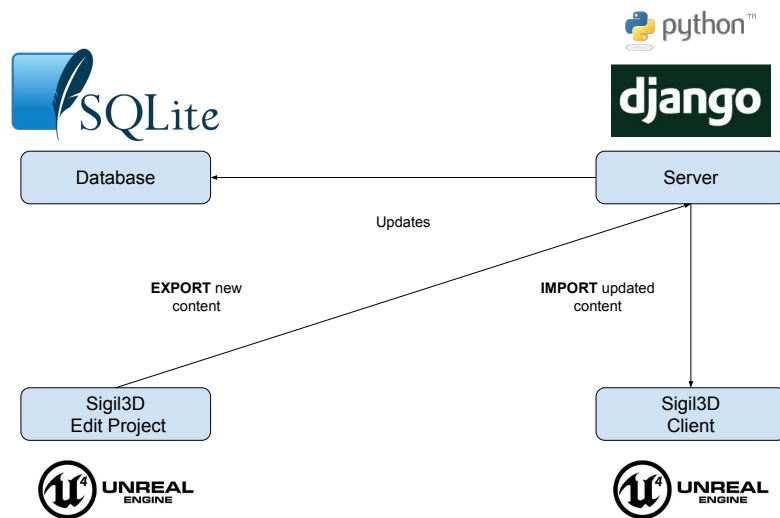 python™
SQLite
django
Database
Server
Updates
EXPORT new
content
IMPORT updated
content
Sigil3D
Edit Project
Sigil3D
Client
4
UNREAL
ENGINE
4
UNREAL
ENGINE